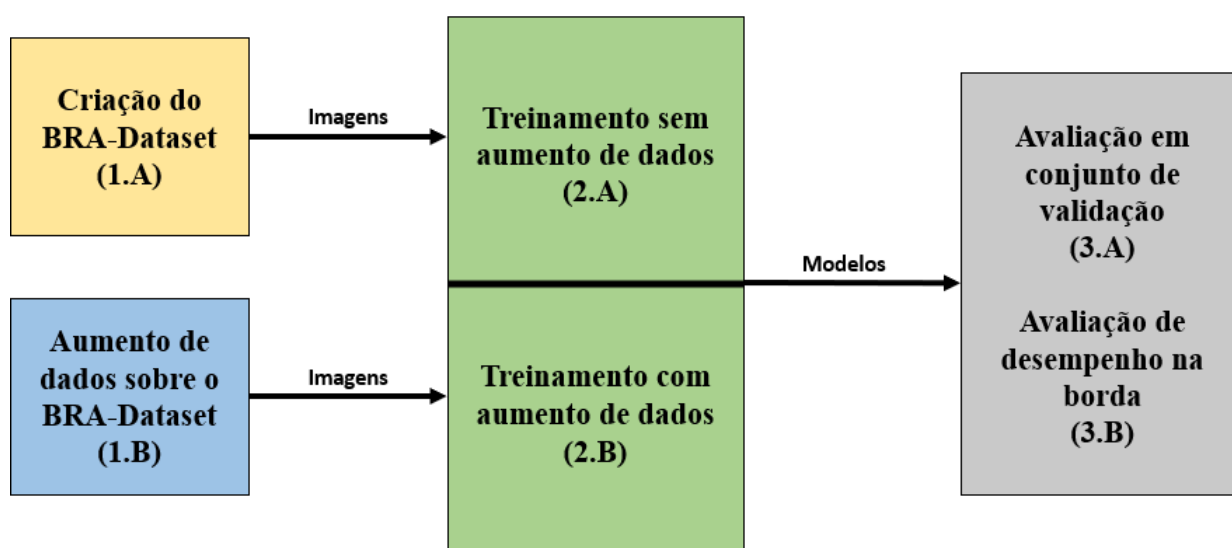 Criação do
BRA-Dataset
(1.A)
Imagens
Treinamento sem
aumento de dados
(2.A)
Aumento de
dados sobre o
BRA-Dataset
(1.B)
Imagens
Treinamento com
aumento de dados
(2.B)
Modelos
Avaliação em
conjunto de
validação
(3.A)
Avaliação de
desempenho na
borda
(3.B)